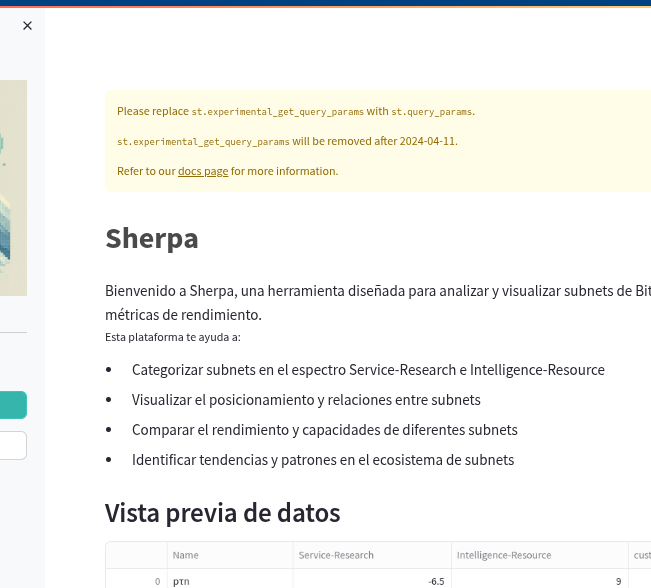 ×
Please replace st.experimental_get_query_params with st.query_params.
st.experimental_get_query_params will be removed after 2024-04-11.
Refer to our docs page for more information.
Sherpa
Bienvenido a Sherpa, una herramienta diseñada para analizar y visualizar subnets de Bit
métricas de rendimiento.
Esta plataforma te ayuda a:
• Categorizar subnets en el espectro Service-Research e Intelligence-Resource
• Visualizar el posicionamiento y relaciones entre subnets
• Comparar el rendimiento y capacidades de diferentes subnets
• Identificar tendencias y patrones en el ecosistema de subnets
Vista previa de datos
Name Service-Research Intelligence-Resource cust
0 pτn -6.5 9